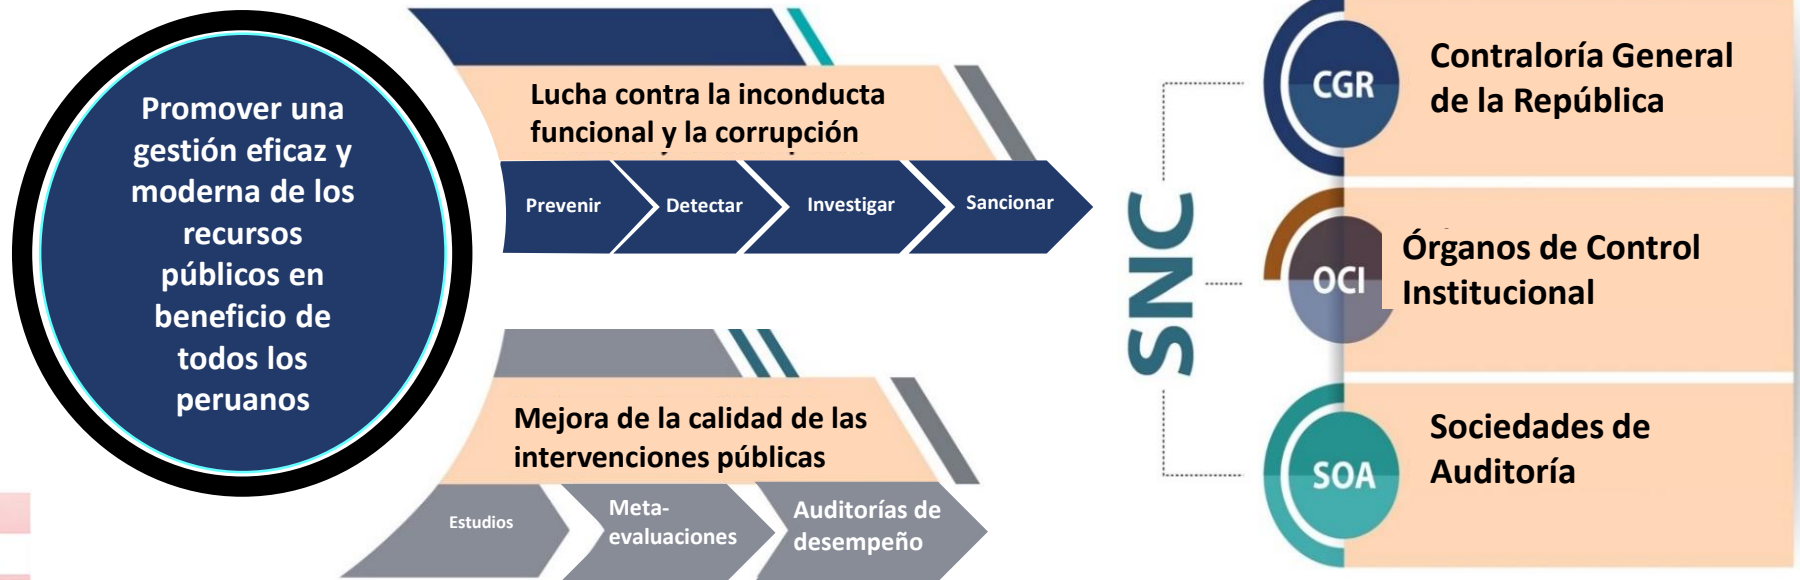 Promover una
gestión eficaz y
moderna de los
recursos
públicos en
beneficio de
todos los
peruanos
Lucha contra la inconducta
funcional y la corrupción
Prevenir
Detectar
Investigar
Sancionar
Mejora de la calidad de las
intervenciones públicas
Estudios
Meta-
evaluaciones
Auditorías de
desempeño
SNC
CGR
Contraloría General
de la República
OCI
Órganos de Control
Institucional
SOA
Sociedades de
Auditoría